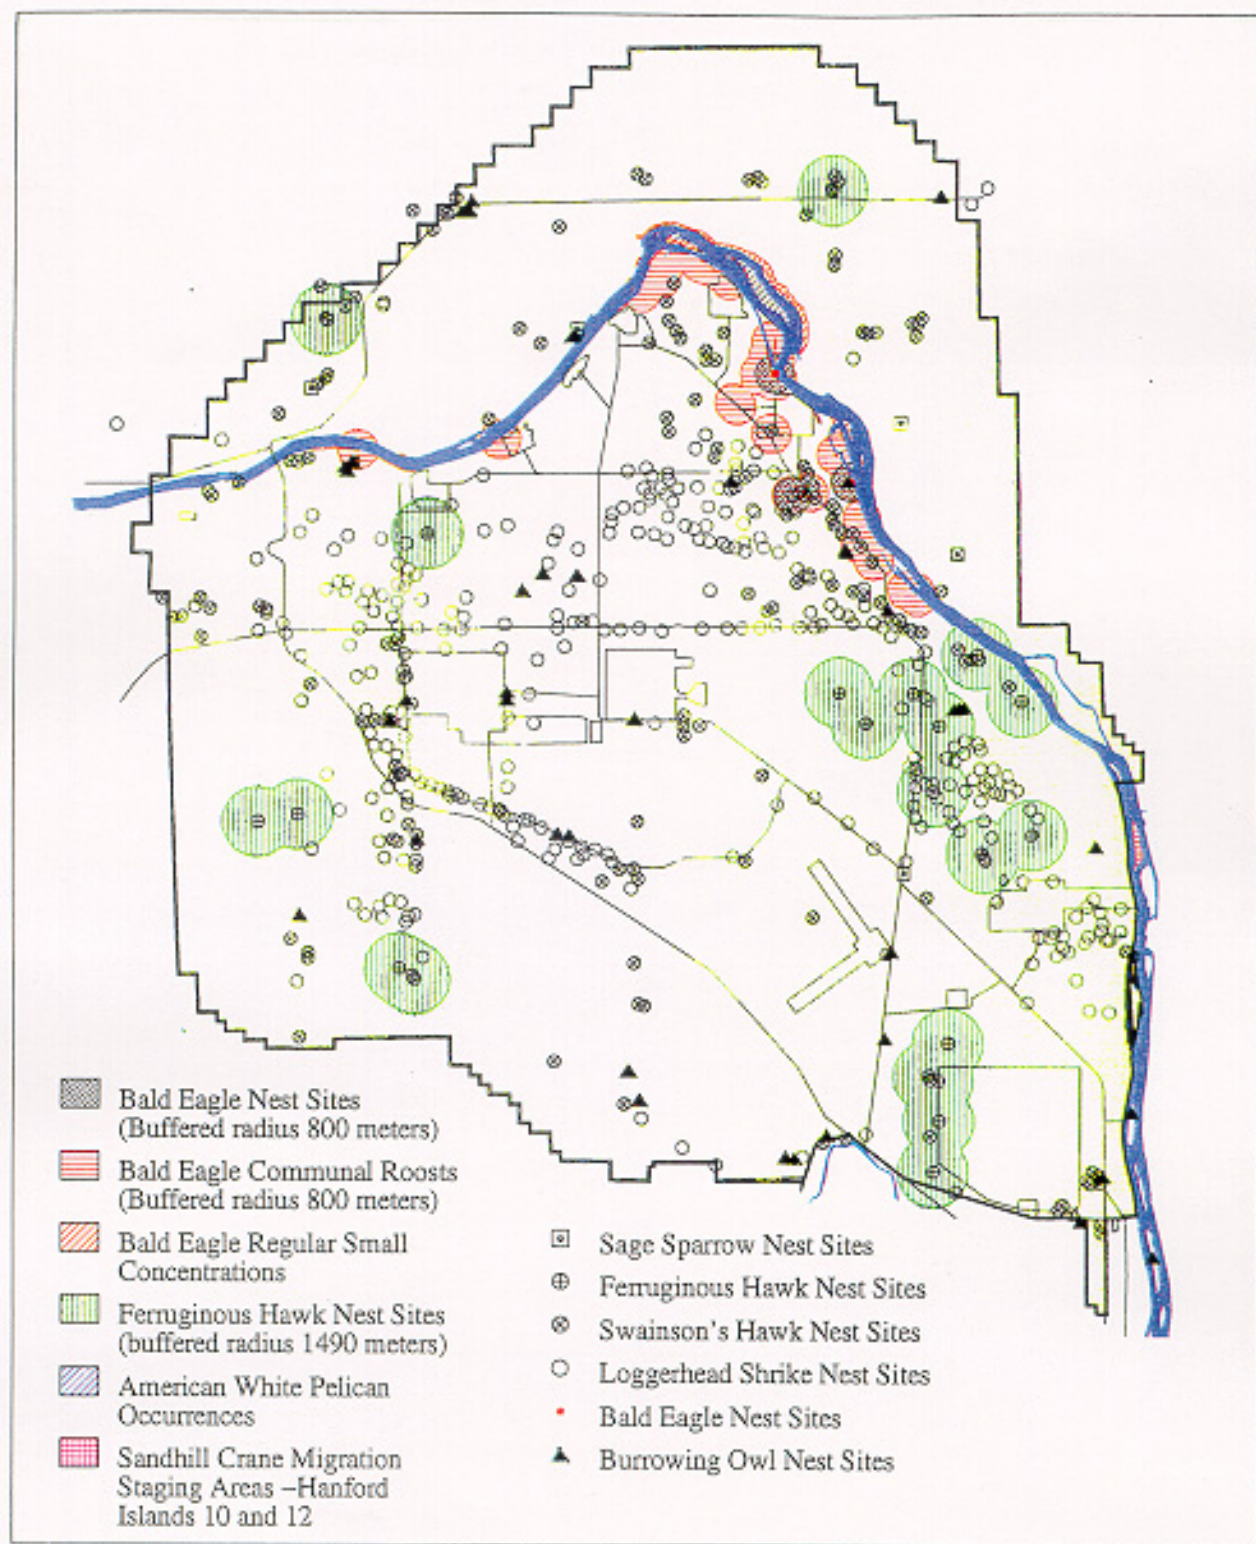 Bald Eagle Nest Sites
(Buffered radius 800 meters)
Bald Eagle Communal Roosts
(Buffered radius 800 meters)
Bald Eagle Regular Small
Concentrations
Ferruginous Hawk Nest Sites
(buffered radius 1490 meters)
American White Pelican
Occurrences
Sandhill Crane Migration
Staging Areas –Hanford
Islands 10 and 12
Sage Sparrow Nest Sites
Ferruginous Hawk Nest Sites
Swainson's Hawk Nest Sites
Loggerhead Shrike Nest Sites
Bald Eagle Nest Sites
Burrowing Owl Nest Sites